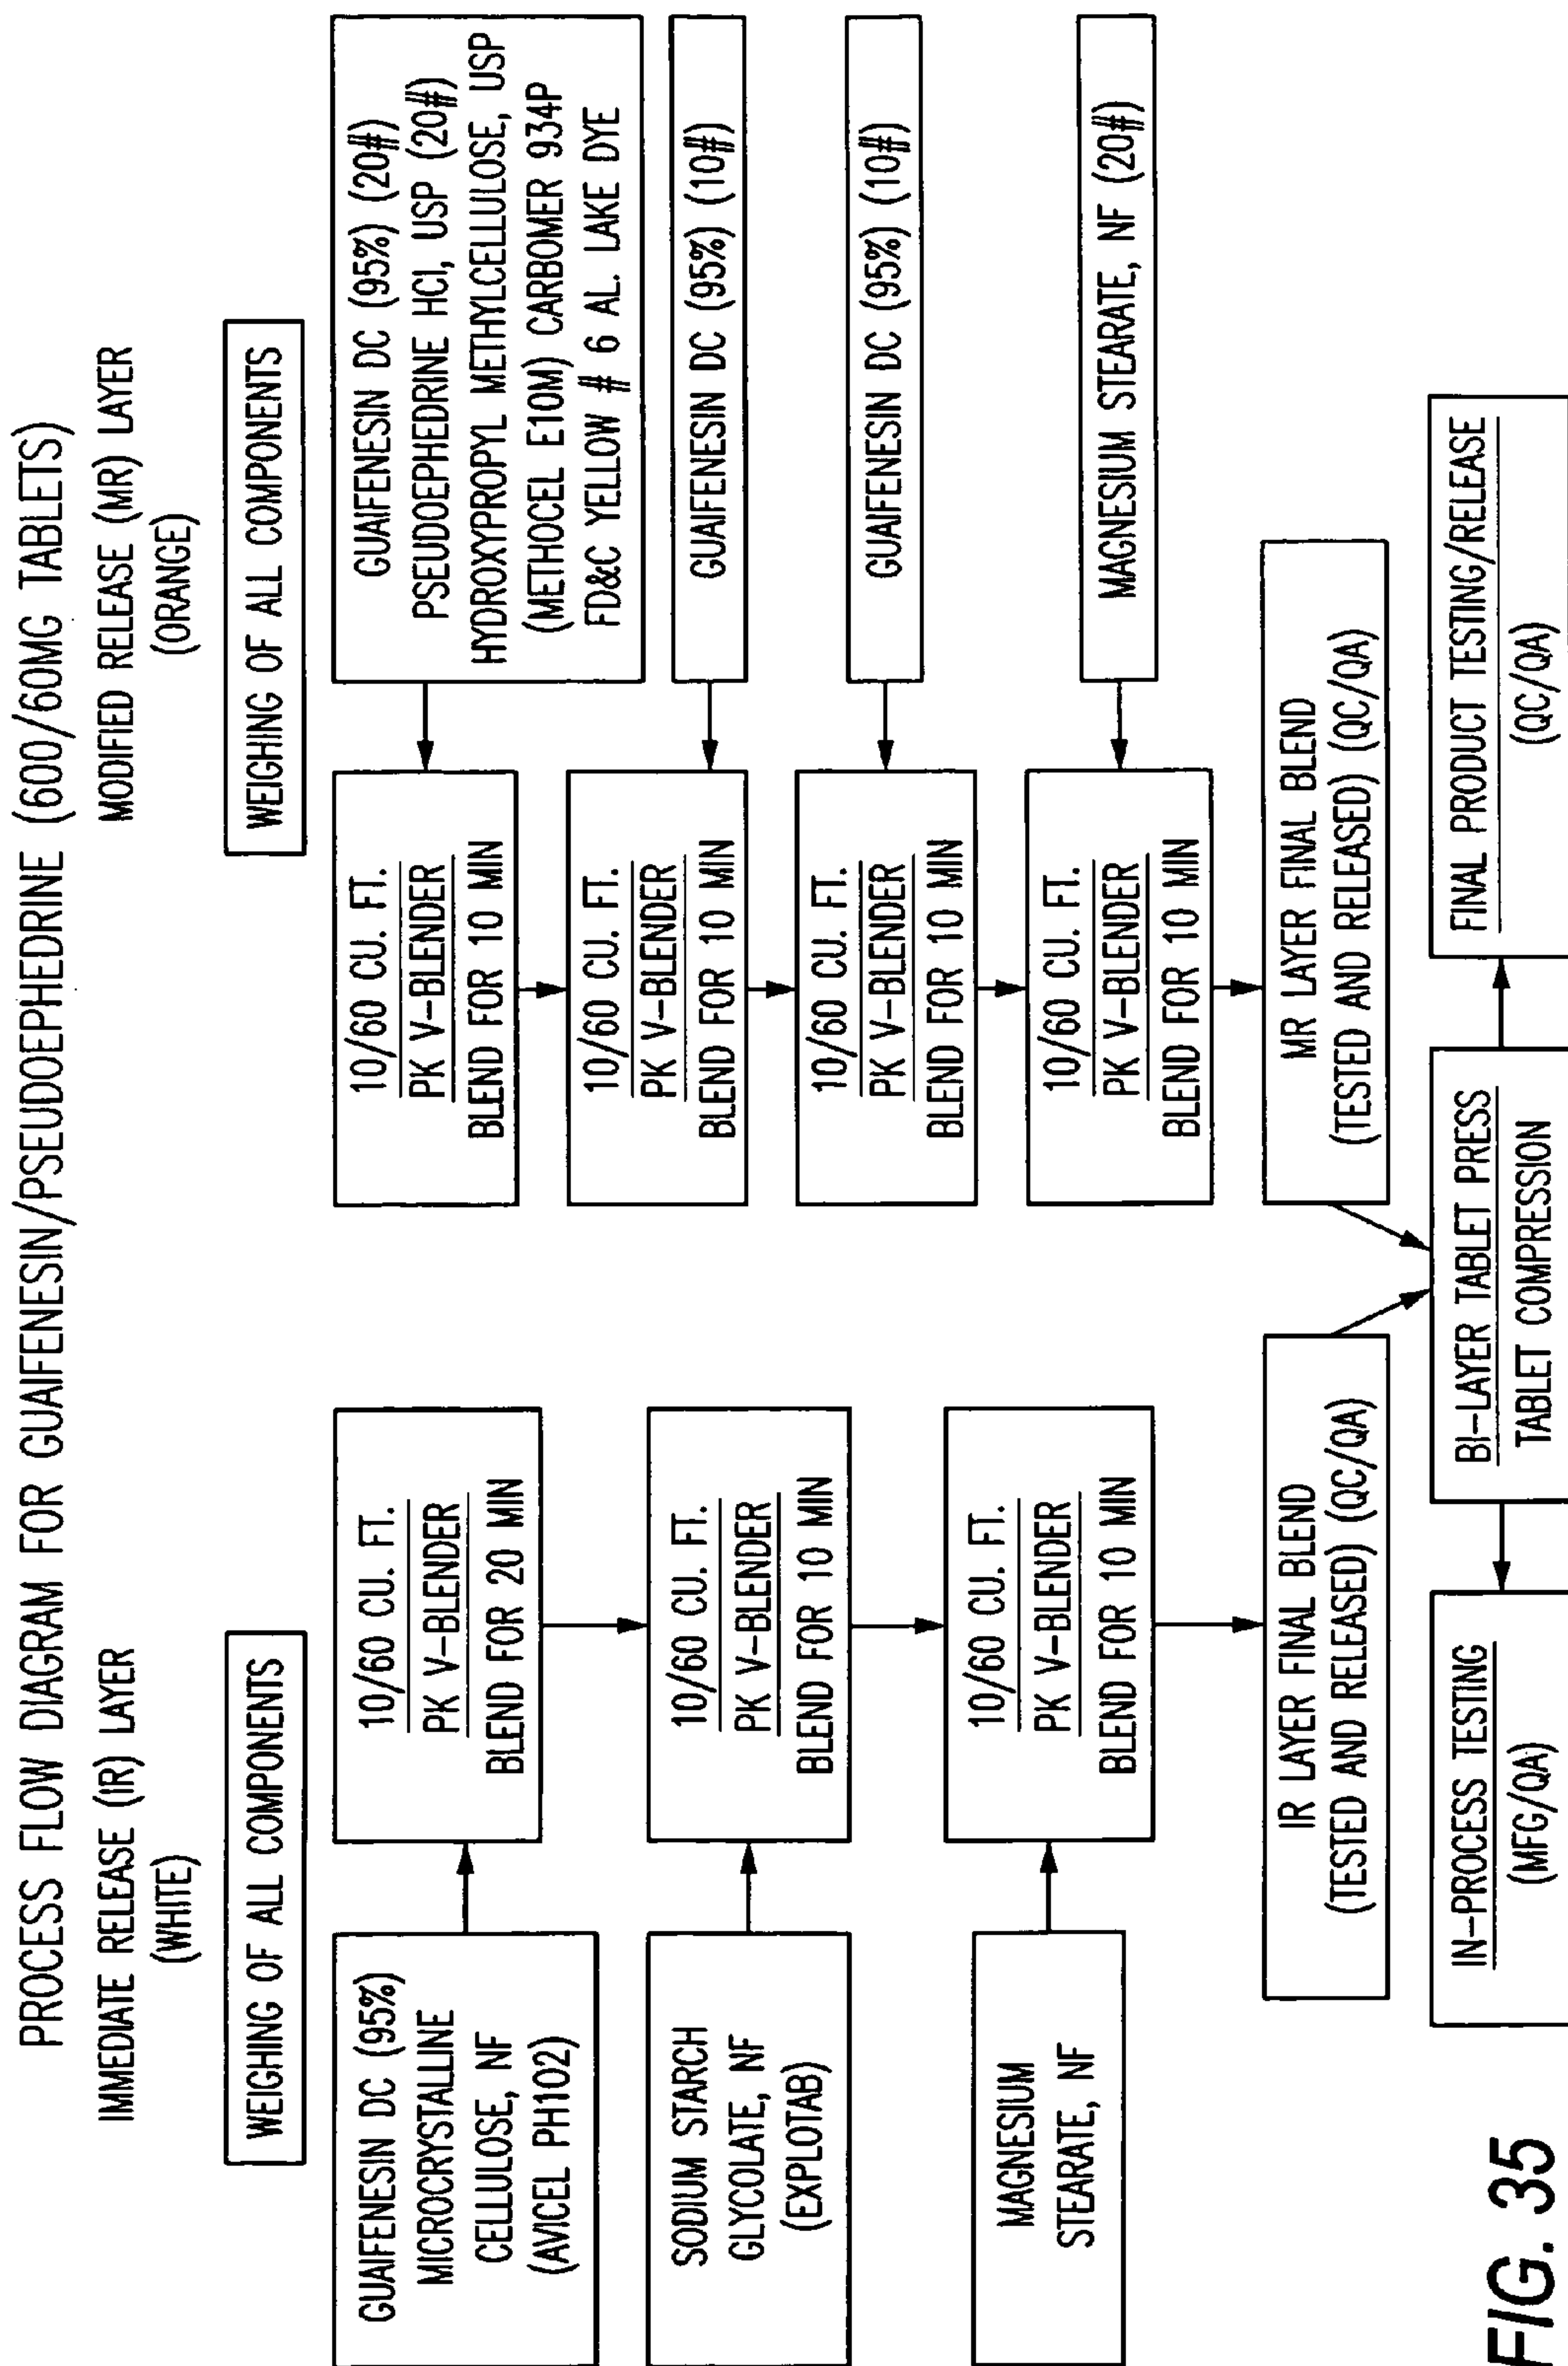 PROCESS FLOW DIAGRAM FOR GUAIFENESIN/PSEUDOEPHEDRINE (600/60MG TABLETS)
IMMEDIATE RELEASE (IR) LAYER
(WHITE)
WEIGHING OF ALL COMPONENTS
GUAIFENESIN DC (95%)
MICROCRYSTALLINE
CELLULOSE, NF
(AVICEL PH102)
10/60 CU. FT.
PK V-BLENDER
BLEND FOR 20 MIN
SODIUM STARCH
GLYCOLATE, NF
(EXPLOTAB)
10/60 CU. FT.
PK V-BLENDER
BLEND FOR 10 MIN
MAGNESIUM
STEARATE, NF
10/60 CU. FT.
PK V-BLENDER
BLEND FOR 10 MIN
IR LAYER FINAL BLEND
(TESTED AND RELEASED) (QC/QA)
MODIFIED RELEASE (MR) LAYER
(ORANGE)
WEIGHING OF ALL COMPONENTS
10/60 CU. FT.
PK V-BLENDER
BLEND FOR 10 MIN
GUAIFENESIN DC (95%) (20#)
PSEUDOEPHEDRINE HCl, USP (20#)
HYDROXYPROPYL METHYLCELLULOSE, USP
(METHOCEL E10M) CARBOMER 934P
FD&C YELLOW # 6 AL. LAKE DYE
10/60 CU. FT.
PK V-BLENDER
BLEND FOR 10 MIN
GUAIFENESIN DC (95%) (10#)
10/60 CU. FT.
PK V-BLENDER
BLEND FOR 10 MIN
GUAIFENESIN DC (95%) (10#)
10/60 CU. FT.
PK V-BLENDER
BLEND FOR 10 MIN
MAGNESIUM STEARATE, NF (20#)
MR LAYER FINAL BLEND
(TESTED AND RELEASED) (QC/QA)
IN-PROCESS TESTING
(MFG/QA)
BI-LAYER TABLET PRESS
TABLET COMPRESSION
FINAL PRODUCT TESTING/RELEASE
(QC/QA)
FIG. 35